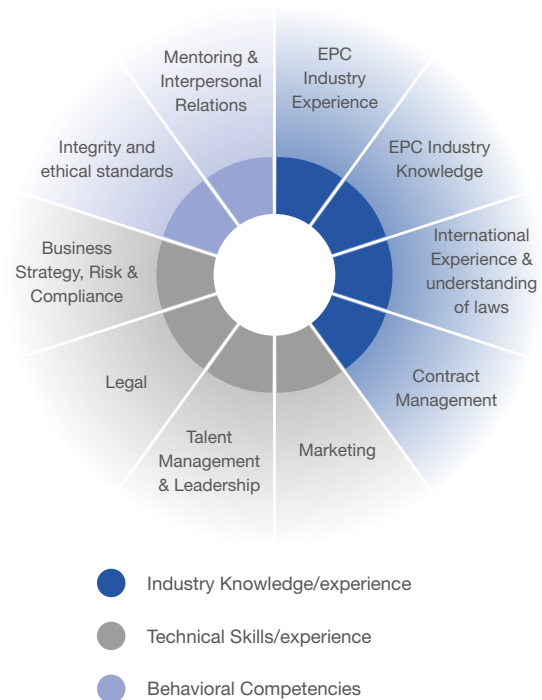 Mentoring &
Interpersonal
Relations
EPC
Industry
Experience
Integrity and
ethical standards
EPC Industry
Knowledge
Business
Strategy, Risk &
Compliance
International
Experience &
understanding
of laws
Legal
Contract
Management
Talent
Management
& Leadership
Marketing
Industry Knowledge/experience
Technical Skills/experience
Behavioral Competencies